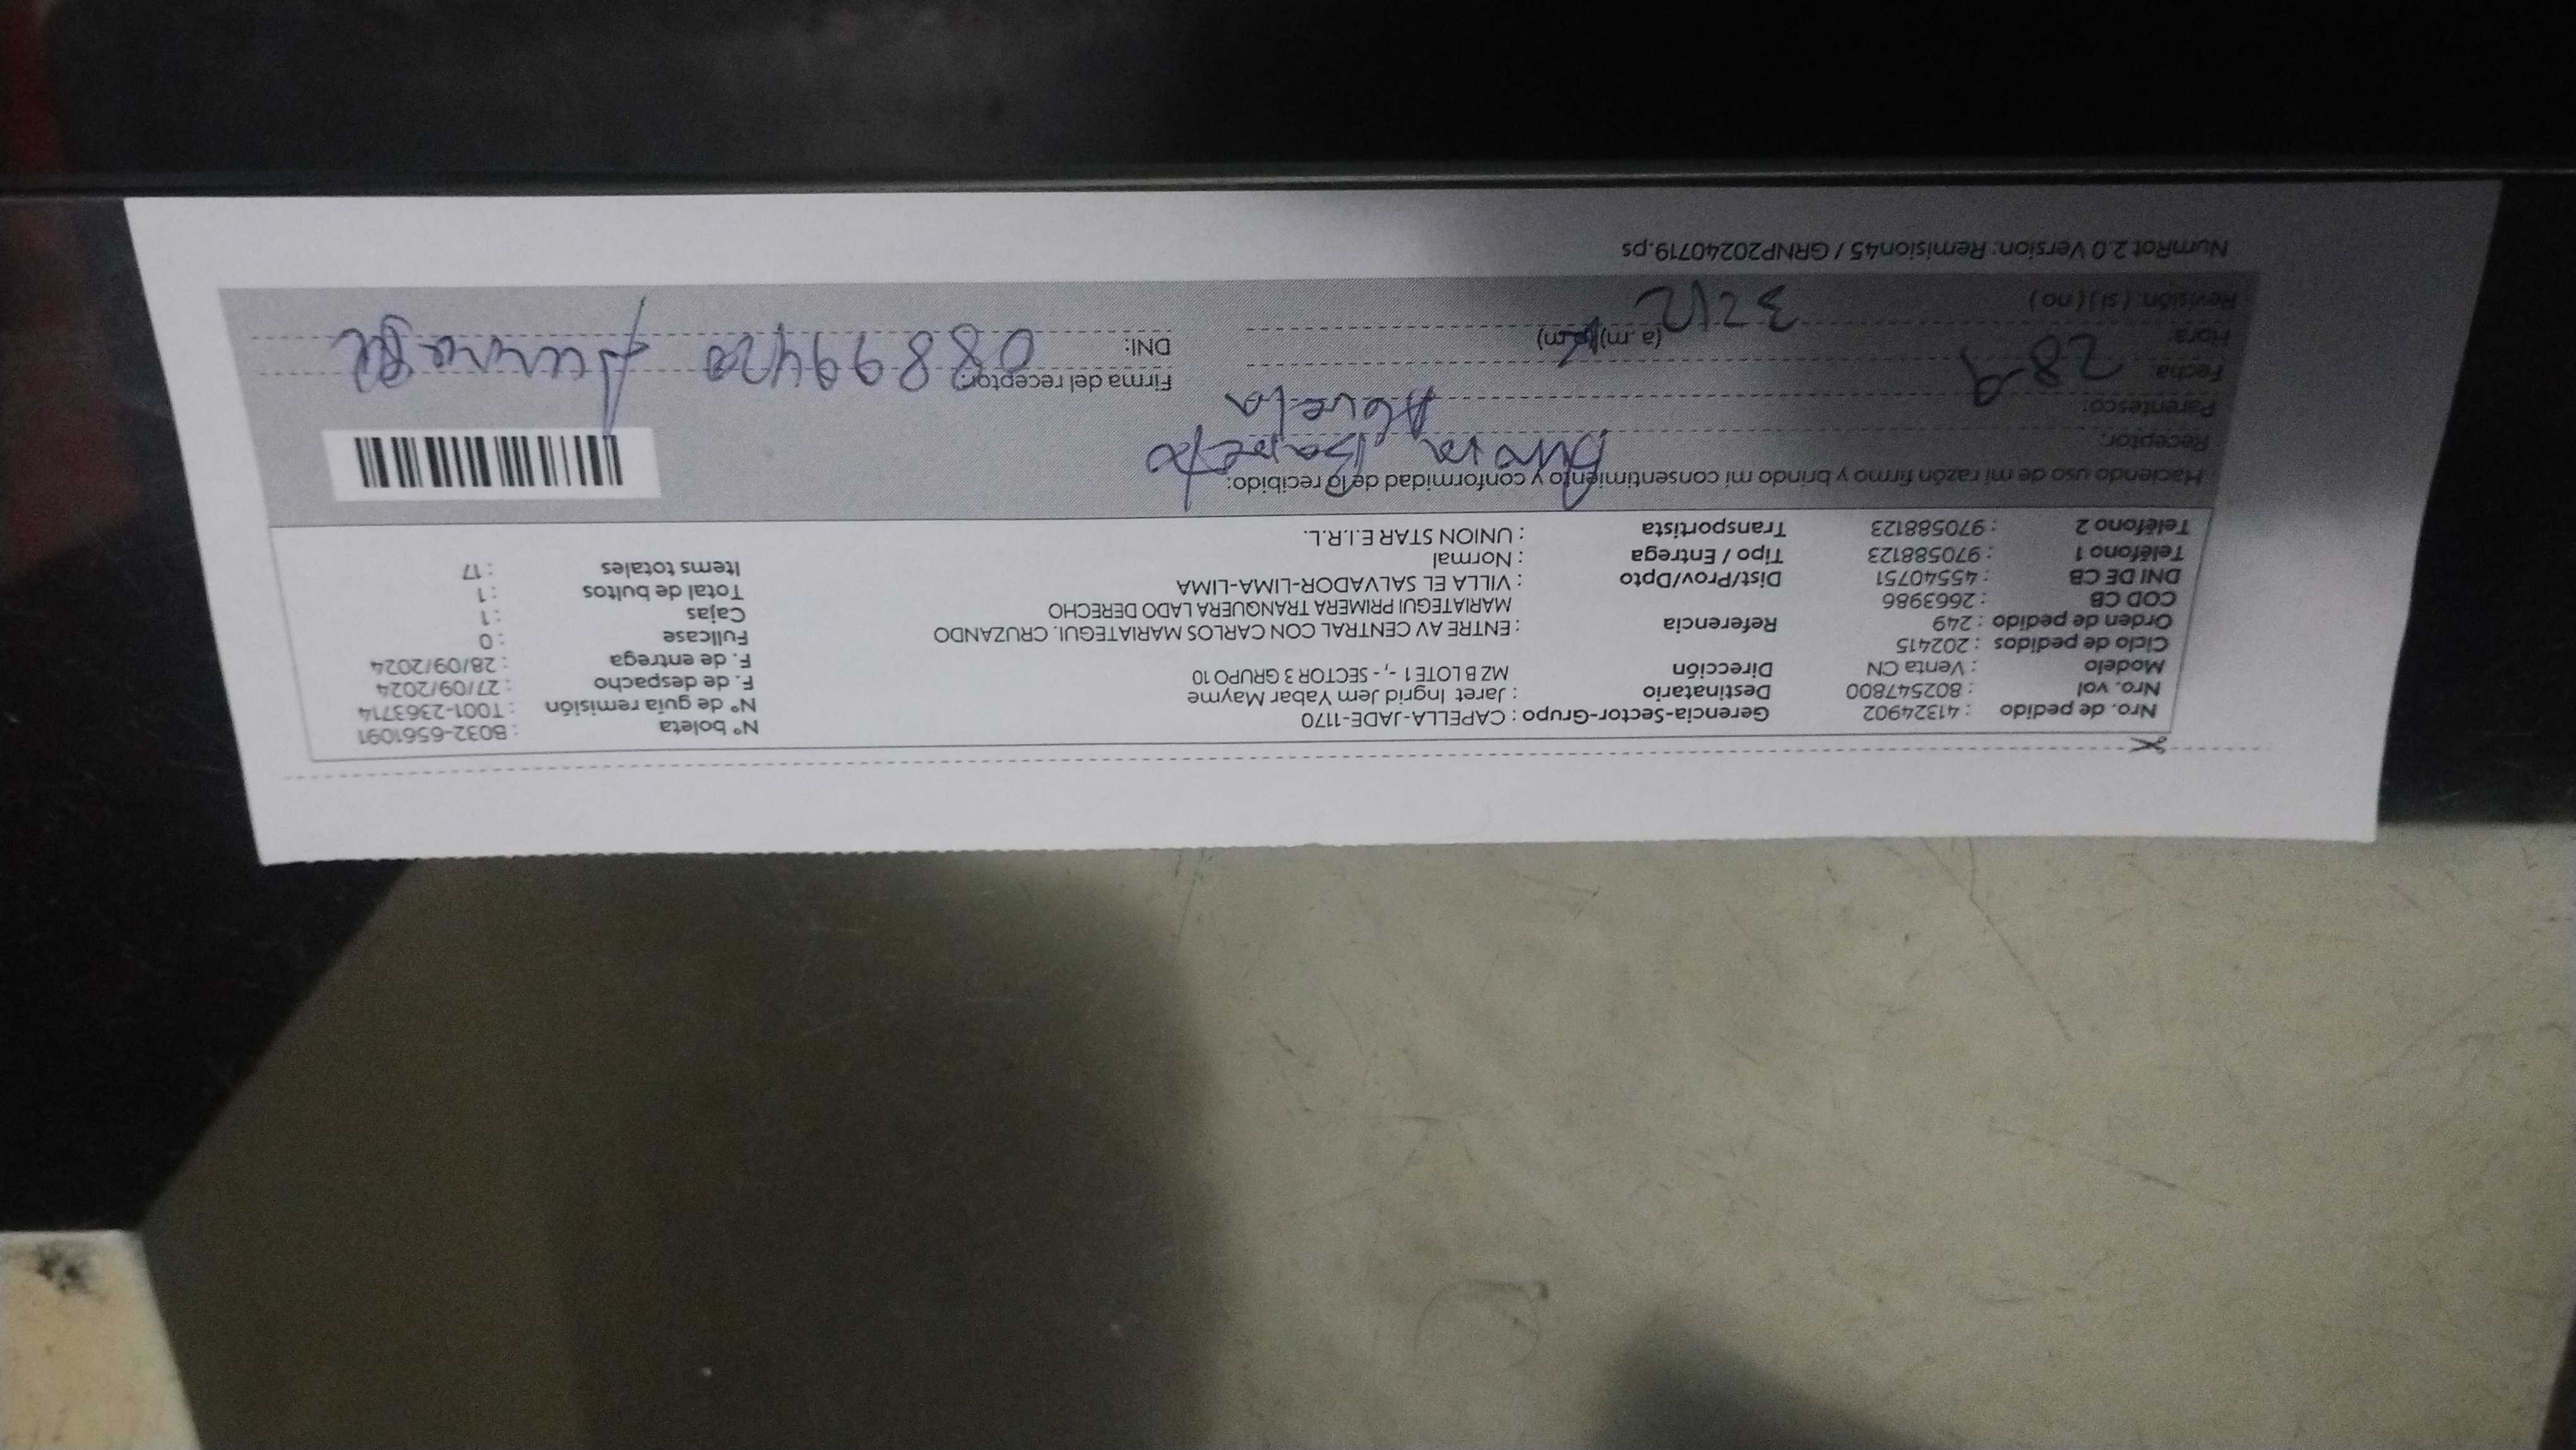 Nro. de pedido : 41324902 Gerencia-Sector-Grupo : CAPELLA-JADE-1170 N° boleta : B032-6561091
Nro. vol : 802547800 Destinatario : Jaret Ingrid Jem Yabar Mayme N° de guía remisión : T001-2363714
Modelo : Venta CN Dirección MZ B LOTE 1 -, - SECTOR 3 GRUPO 10 F. de despacho : 27/09/2024
Ciclo de pedidos : 202415 F. de entrega : 28/09/2024
Orden de pedido : 249 Referencia : ENTRE AV CENTRAL CON CARLOS MARIATEGUI. CRUZANDO Fullcase : 0
COD CB : 2663986 MARIATEGUI PRIMERA TRANQUERA LADO DERECHO Cajas : 1
DNI DE CB : 45540751 Dist/Prov/Dpto : VILLA EL SALVADOR-LIMA-LIMA Total de bultos : 1
Teléfono 1 : 970588123 Tipo / Entrega : Normal Items totales : 17
Teléfono 2 : 970588123 Transportista : UNION STAR E.I.R.L.
Haciendo uso de mi razón firmo y brindo mi consentimiento y conformidad de lo recibido:
Receptor:
Parentesco: Abuela
Fecha: 28-9 Firma del receptor:
Hora: 3212 (a.m) (p.m) DNI: 08899420
Revisión: ( si ) ( no )
NumRot 2.0 Version: Remision45 / GRNP20240719.ps